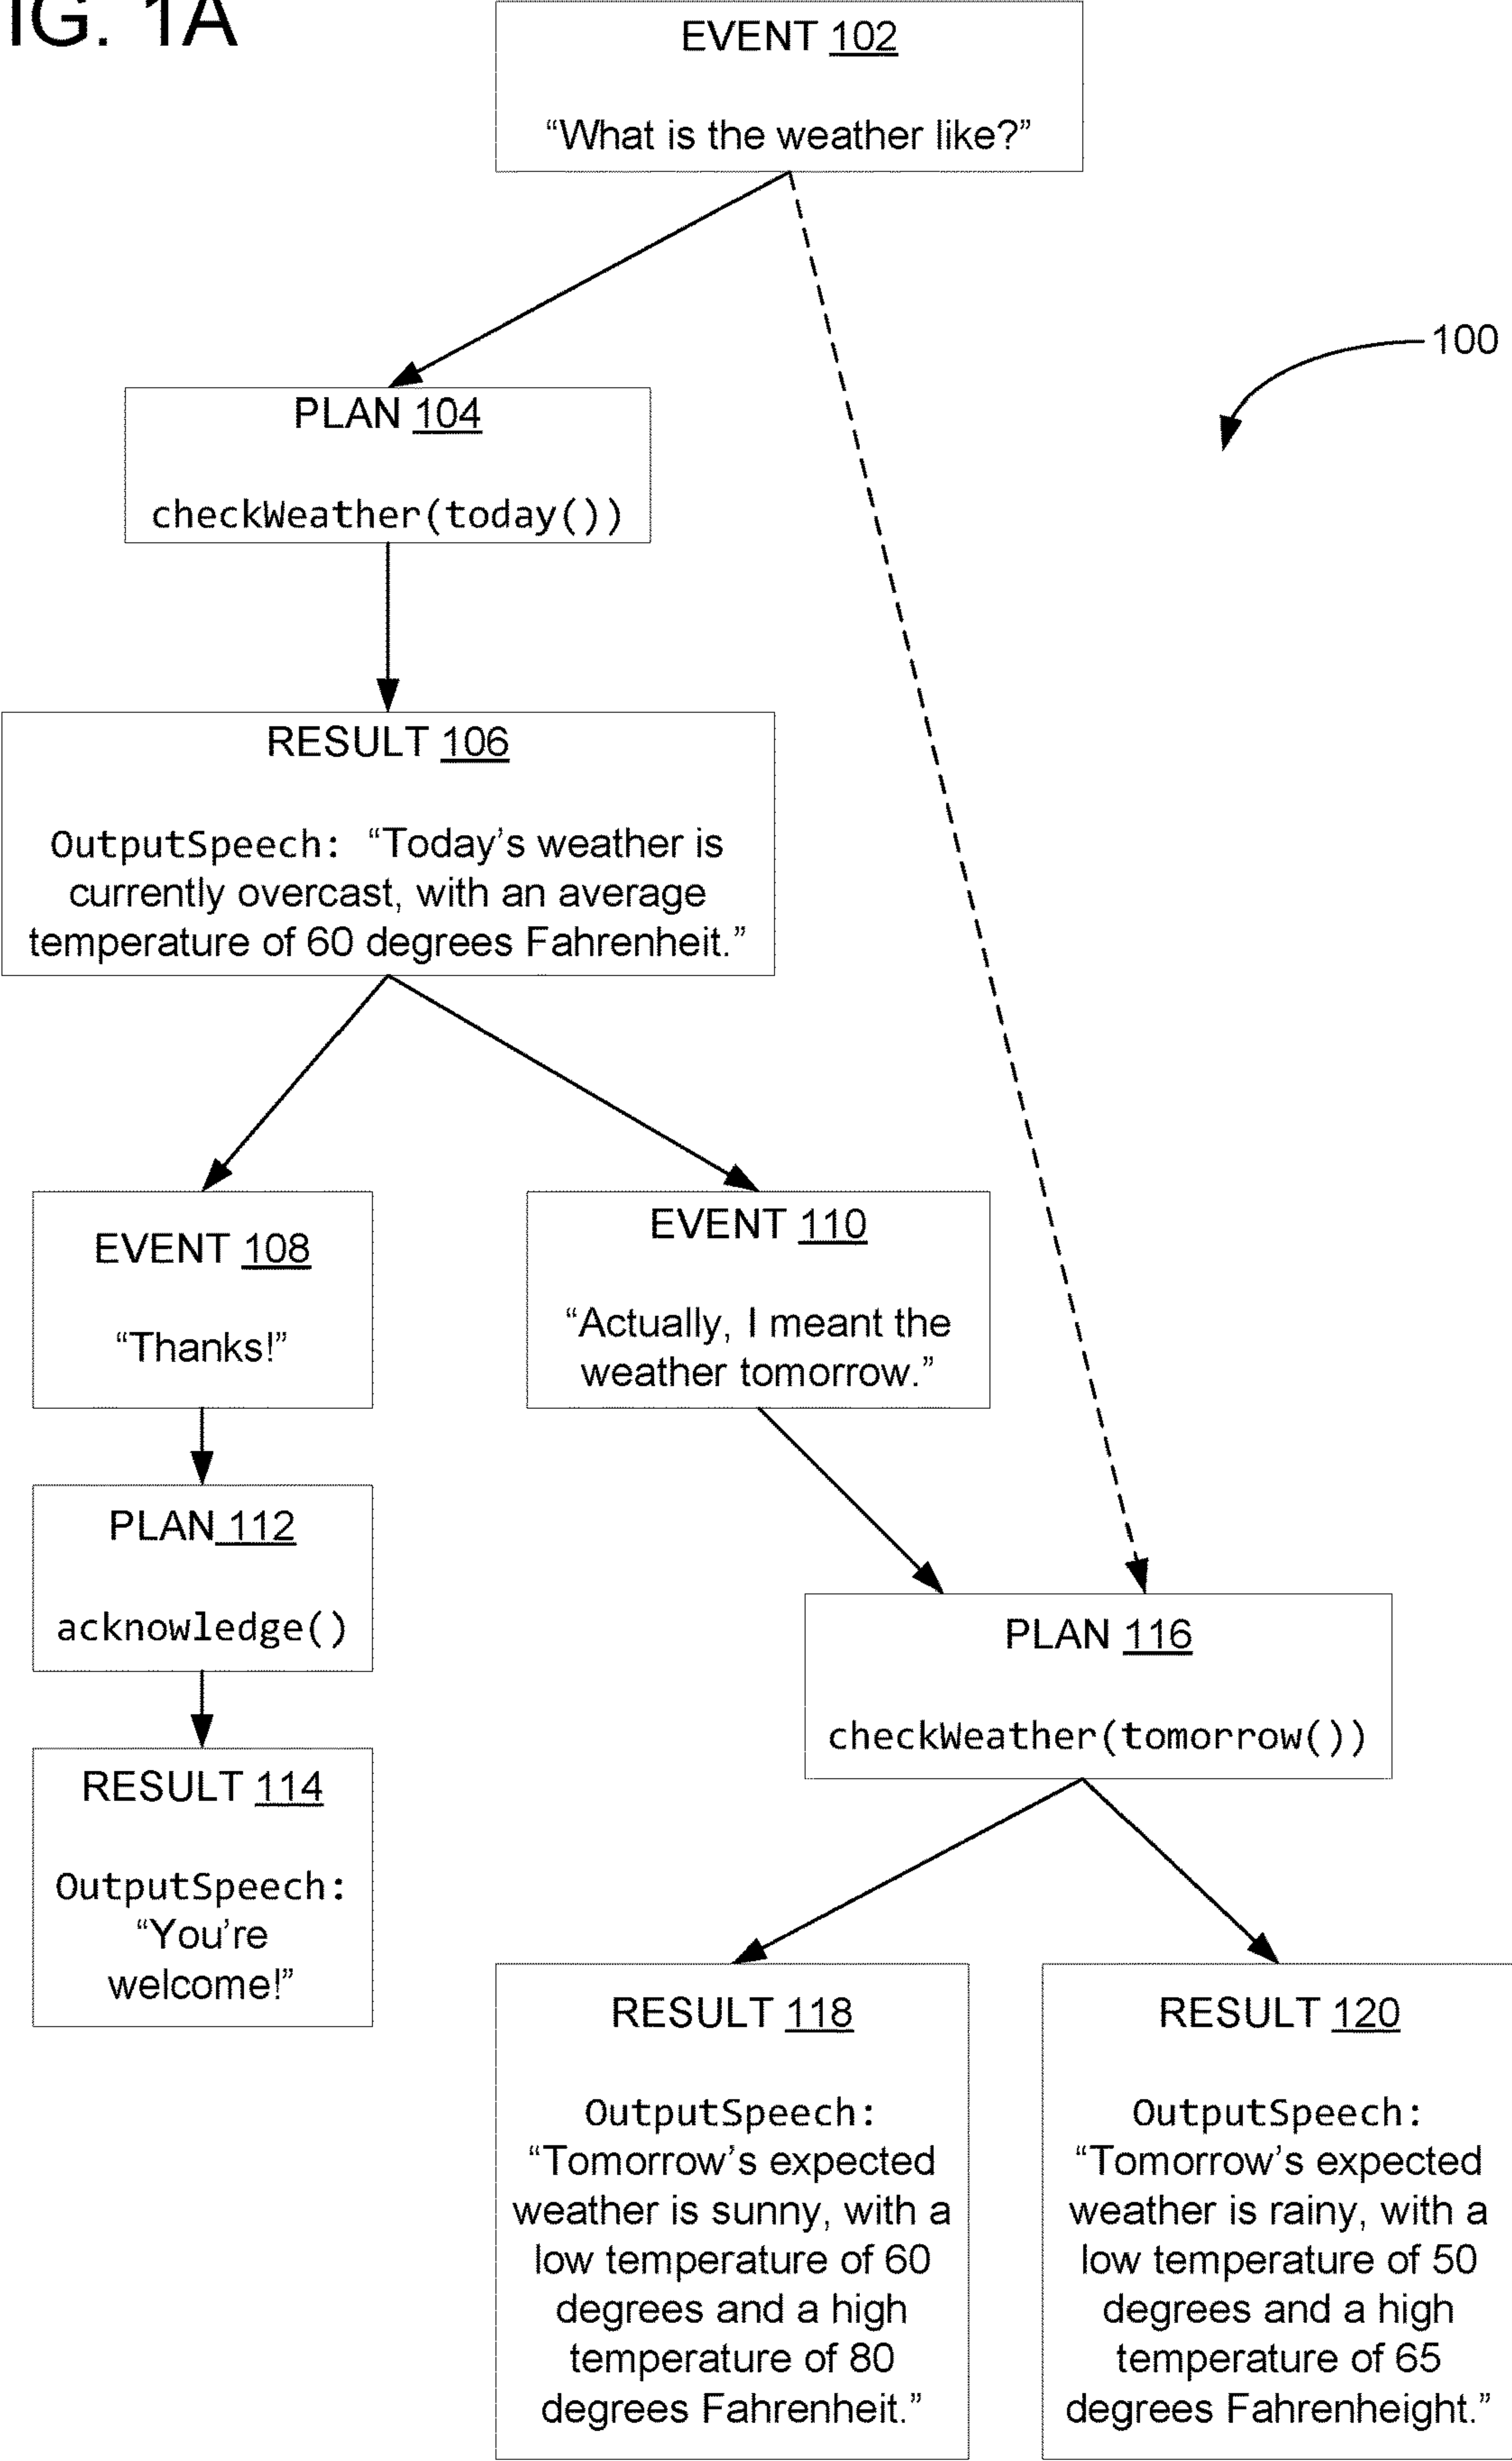 IG. 1A
EVENT 102
“What is the weather like?”
100
PLAN 104
checkWeather(today())
RESULT 106
OutputSpeech: “Today’s weather is
currently overcast, with an average
temperature of 60 degrees Fahrenheit.”
EVENT 108
“Thanks!”
EVENT 110
“Actually, I meant the
weather tomorrow.”
PLAN 112
acknowledge()
PLAN 116
checkWeather(tomorrow())
RESULT 114
OutputSpeech:
“You’re
welcome!”
RESULT 118
OutputSpeech:
“Tomorrow’s expected
weather is sunny, with a
low temperature of 60
degrees and a high
temperature of 80
degrees Fahrenheit.”
RESULT 120
OutputSpeech:
“Tomorrow’s expected
weather is rainy, with a
low temperature of 50
degrees and a high
temperature of 65
degrees Fahrenheight.”